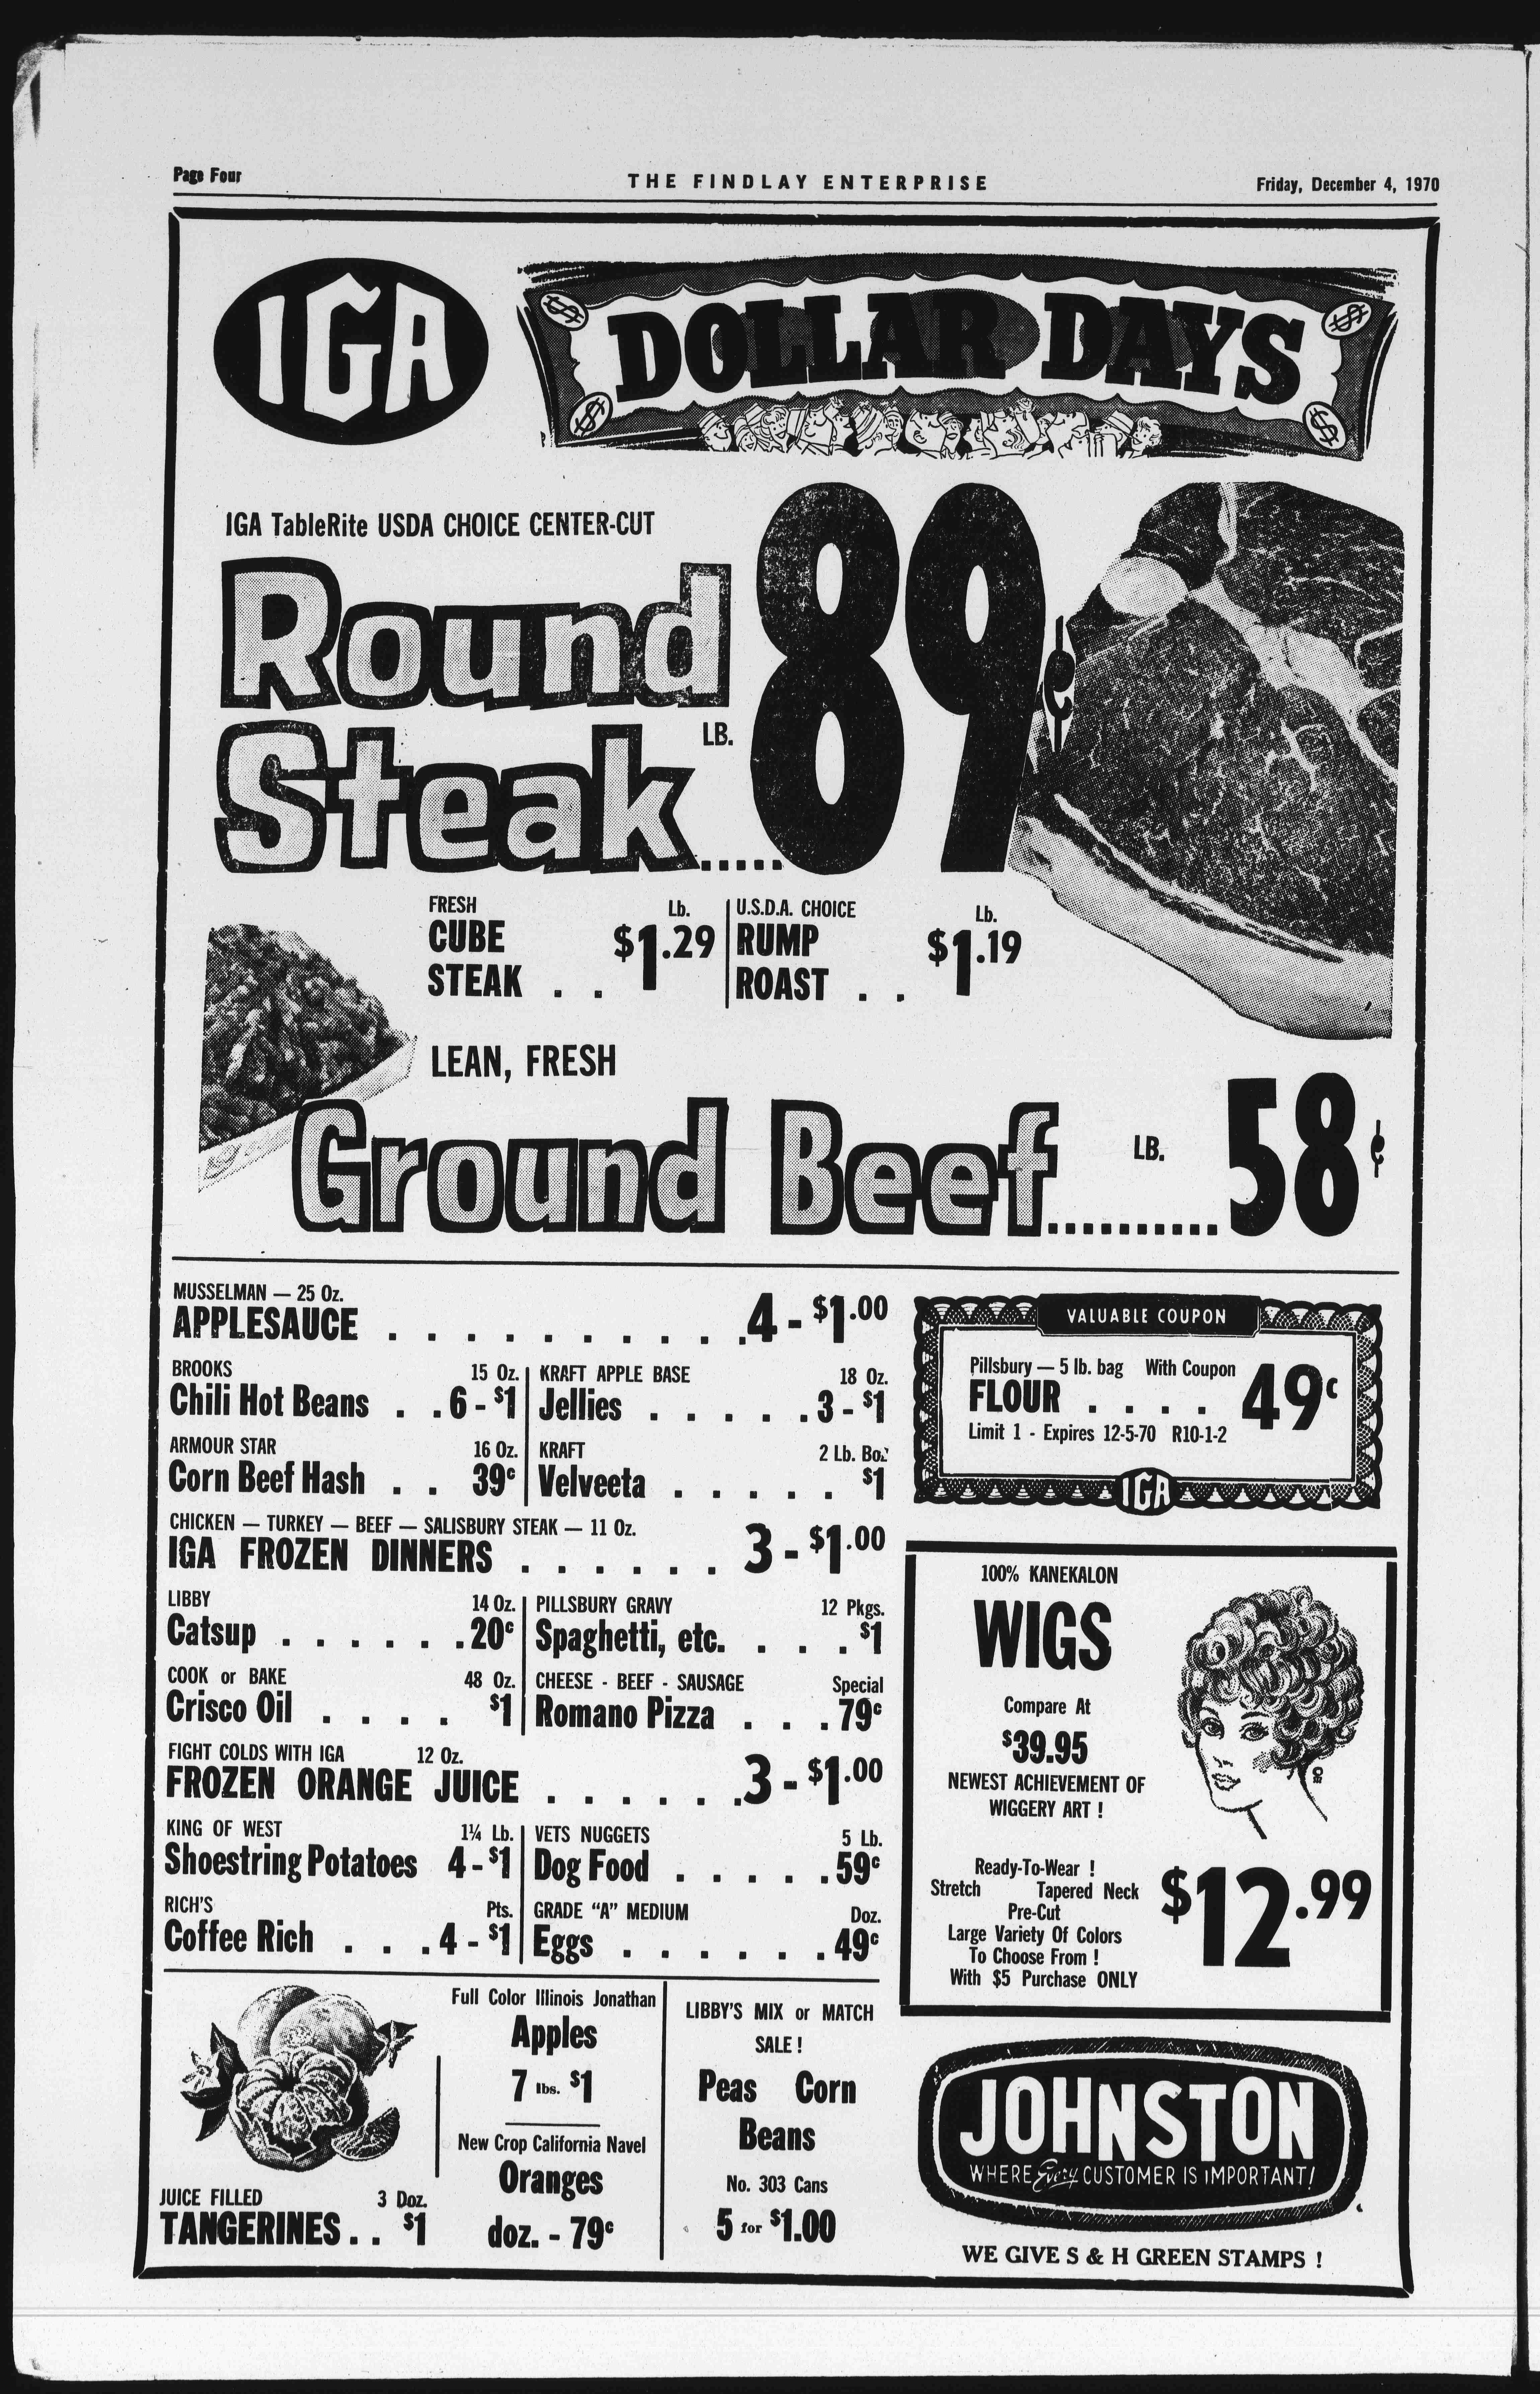 Page Four
THE FINDLAY ENTERPRISE
Friday, December 4, 1970
IGA
DOLLAR DAYS
IGA TableRite USDA CHOICE CENTER-CUT
Round
Steak..... LB. 89¢
FRESH Lb.
CUBE
STEAK . . $1.29
U.S.D.A. CHOICE Lb.
RUMP
ROAST . . $1.19
LEAN, FRESH
Ground Beef........... LB. 58¢
MUSSELMAN — 25 Oz.
APPLESAUCE . . . . . . . . . . . 4 - $1.00
BROOKS 15 Oz.
Chili Hot Beans . . 6 - $1
KRAFT APPLE BASE 18 Oz.
Jellies . . . . . . 3 - $1
ARMOUR STAR 16 Oz.
Corn Beef Hash . . 39c
KRAFT 2 Lb. Box
Velveeta . . . . . . $1
CHICKEN — TURKEY — BEEF — SALISBURY STEAK — 11 Oz.
IGA FROZEN DINNERS . . . . . . . 3 - $1.00
LIBBY 14 Oz.
Catsup . . . . . . . 20c
PILLSBURY GRAVY 12 Pkgs.
Spaghetti, etc. . . . . $1
COOK or BAKE 48 Oz.
Crisco Oil . . . . $1
CHEESE - BEEF - SAUSAGE Special
Romano Pizza . . . 79c
FIGHT COLDS WITH IGA 12 Oz.
FROZEN ORANGE JUICE . . . . . . . 3 - $1.00
KING OF WEST 1¼ Lb.
Shoestring Potatoes 4 - $1
VETS NUGGETS 5 Lb.
Dog Food . . . . . . 59c
RICH'S Pts.
Coffee Rich . . . 4 - $1
GRADE "A" MEDIUM Doz.
Eggs . . . . . . . 49c
VALUABLE COUPON
Pillsbury — 5 lb. bag With Coupon
FLOUR . . . . 49c
Limit 1 - Expires 12-5-70 R10-1-2
IGA
100% KANEKALON
WIGS
Compare At
$39.95
NEWEST ACHIEVEMENT OF
WIGGERY ART !
Ready-To-Wear !
Stretch Tapered Neck
Pre-Cut
Large Variety Of Colors
To Choose From !
With $5 Purchase ONLY
$12.99
JUICE FILLED 3 Doz.
TANGERINES . . $1
Full Color Illinois Jonathan
Apples
7 lbs. $1
New Crop California Navel
Oranges
doz. - 79c
LIBBY'S MIX or MATCH
SALE !
Peas Corn
Beans
No. 303 Cans
5 for $1.00
JOHNSTON
WHERE Every CUSTOMER IS IMPORTANT!
WE GIVE S & H GREEN STAMPS !